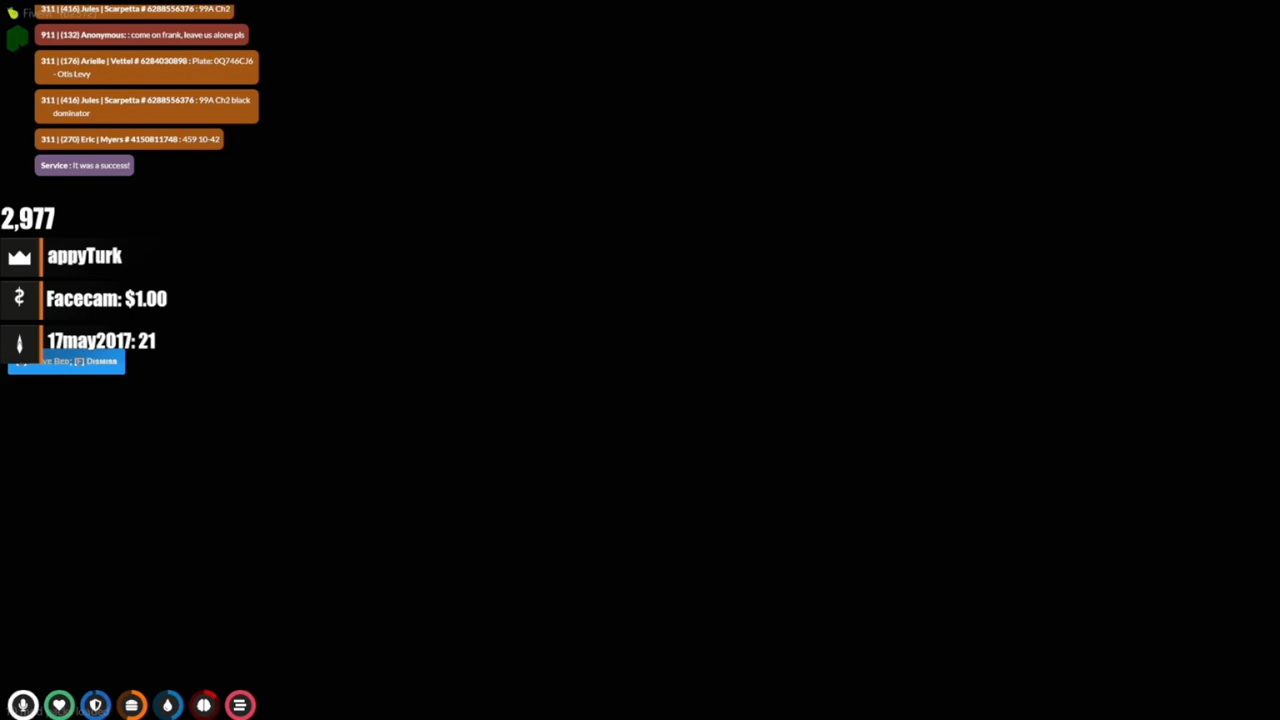 311 | (416) Jules | Scarpetta # 6288556376 : 99A Ch2
911 | (132) Anonymous: : come on frank, leave us alone pls
311 | (176) Arielle | Vettel # 6284030898 : Plate: 0Q746CJ6
- Otis Levy
311 | (416) Jules | Scarpetta # 6288556376 : 99A Ch2 black
dominator
311 | (270) Eric | Myers # 4150811748 : 459 10-42
Service : It was a success!
2,977
appyTurk
Facecam: $1.00
17may2017: 21
Bed; [E] Dismiss